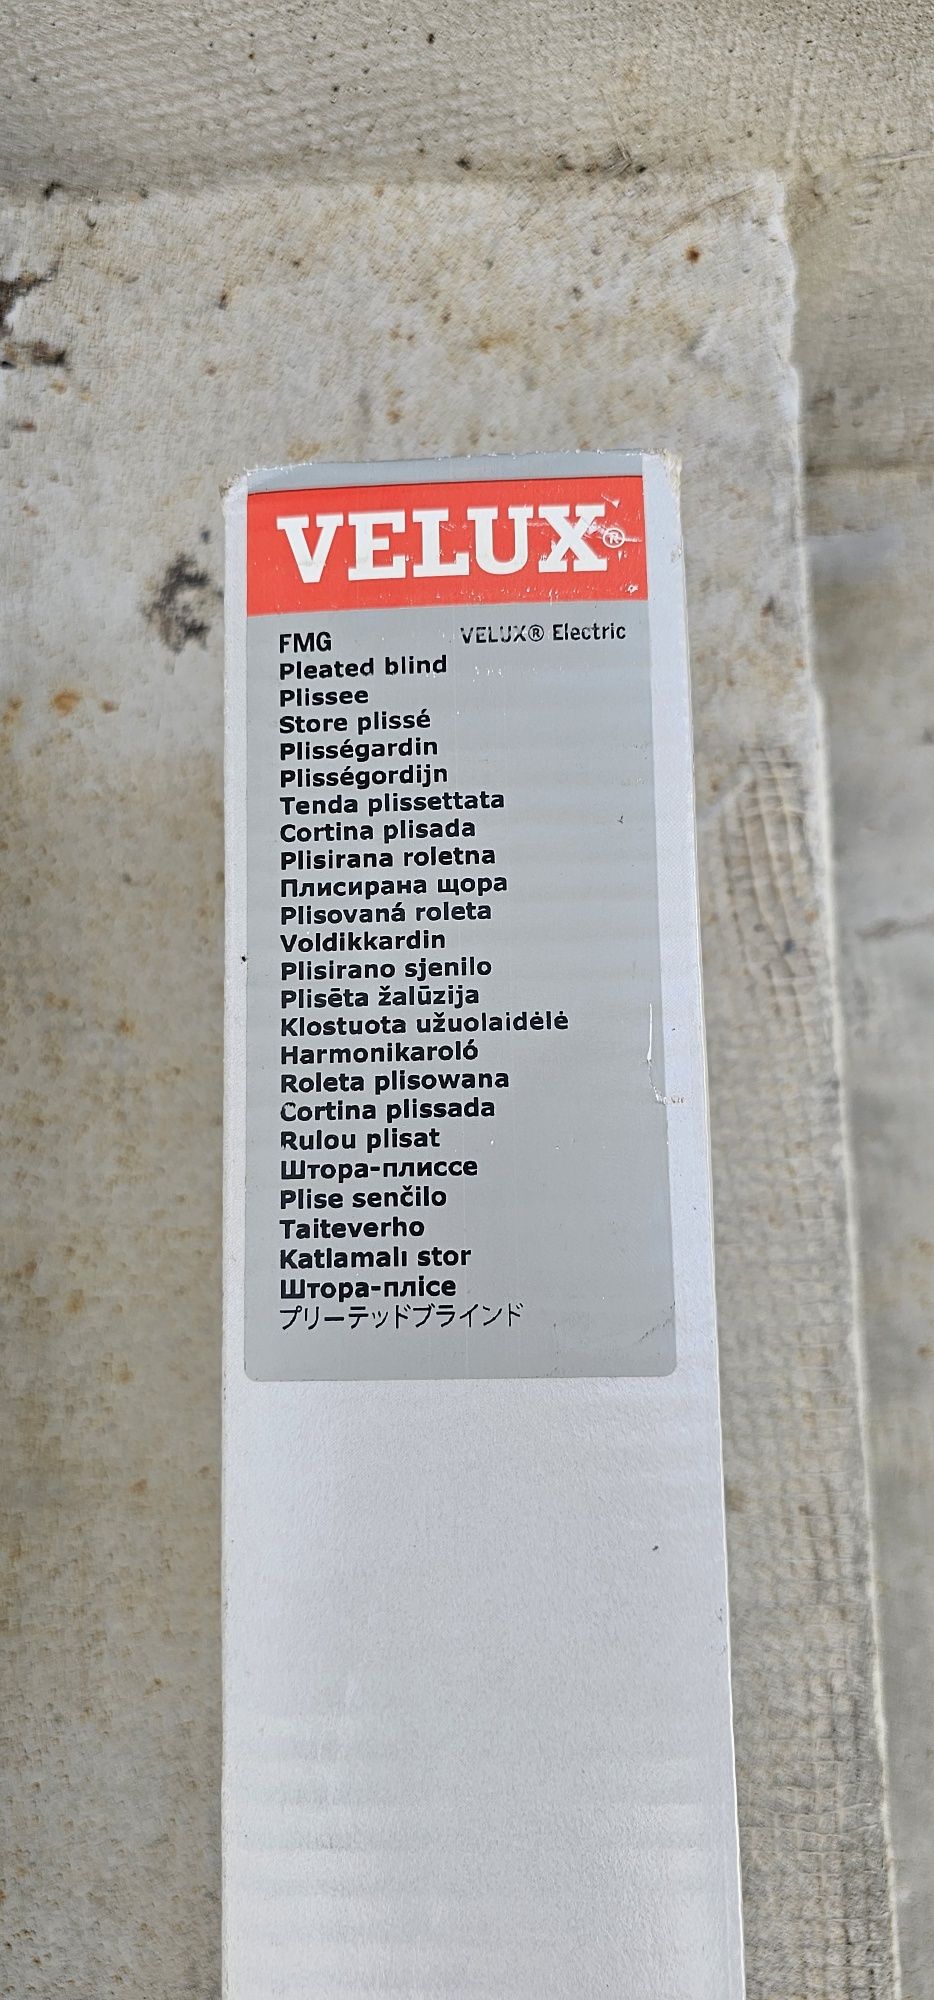 VELUX®
FMG VELUX® Electric
Pleated blind
Plissee
Store plissé
Plisségardin
Plisségordijn
Tenda plissettata
Cortina plisada
Plisirana roletna
Плисирана щора
Plisovaná roleta
Voldikkardin
Plisirano sjenilo
Plisēta žalūzija
Klostuota užuolaidėlė
Harmonikaroló
Roleta plisowana
Cortina plissada
Rulou plisat
Штора-плиссе
Plise senčilo
Taiteverho
Katlamalı stor
Штора-плісе
プリーテッドブラインド